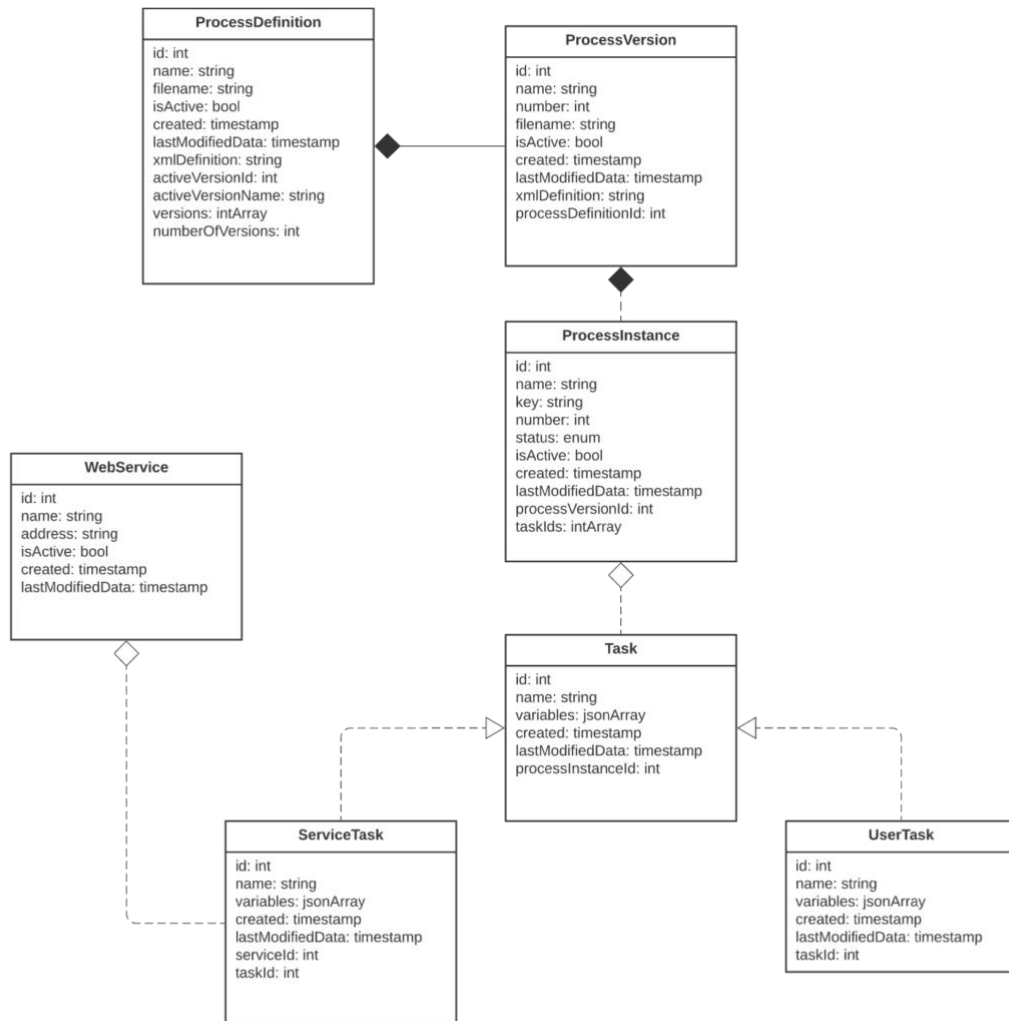 ProcessDefinition
id: int
name: string
filename: string
isActive: bool
created: timestamp
lastModifiedData: timestamp
xmlDefinition: string
activeVersionId: int
activeVersionName: string
versions: intArray
numberOfVersions: int
ProcessVersion
id: int
name: string
number: int
filename: string
isActive: bool
created: timestamp
lastModifiedData: timestamp
xmlDefinition: string
processDefinitionId: int
ProcessInstance
id: int
name: string
key: string
number: int
status: enum
isActive: bool
created: timestamp
lastModifiedData: timestamp
processVersionId: int
taskIds: intArray
WebService
id: int
name: string
address: string
isActive: bool
created: timestamp
lastModifiedData: timestamp
Task
id: int
name: string
variables: jsonArray
created: timestamp
lastModifiedData: timestamp
processInstanceId: int
ServiceTask
id: int
name: string
variables: jsonArray
created: timestamp
lastModifiedData: timestamp
serviceId: int
taskId: int
UserTask
id: int
name: string
variables: jsonArray
created: timestamp
lastModifiedData: timestamp
taskId: int